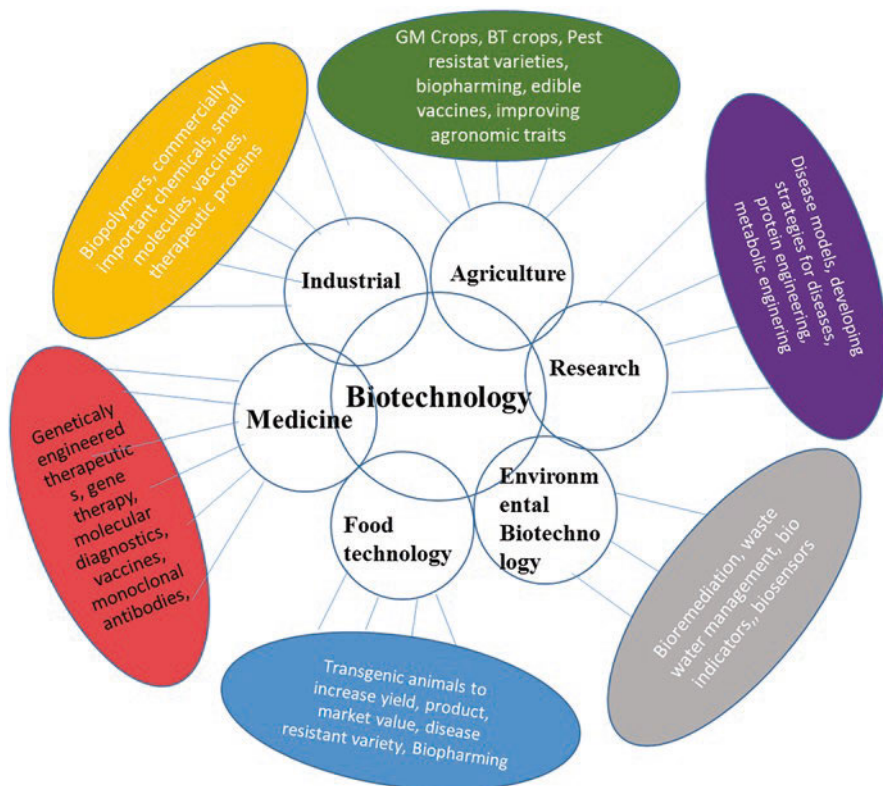 GM Crops, BT crops, Pest
resistat varieties,
biopharming, edible
vaccines, improving
agronomic traits
Biopolymers, commercially
important chemicals, small
molecules, vaccines,
therapeutic proteins
Disease models, developing
strategies for diseases,
protein engineering,
metabolic enginering
Industrial
Agriculture
Research
Biotechnology
Medicine
Environm
ental
Biotechno
logy
Food
technology
Geneticaly
engineered
therapeutic
s, gene
therapy,
molecular
diagnostics,
vaccines,
monoclonal
antibodies,
Bioremediation, waste
water management, bio
indicators,, biosensors
Transgenic animals to
increase yield, product,
market value, disease
resistant variety, Biopharming